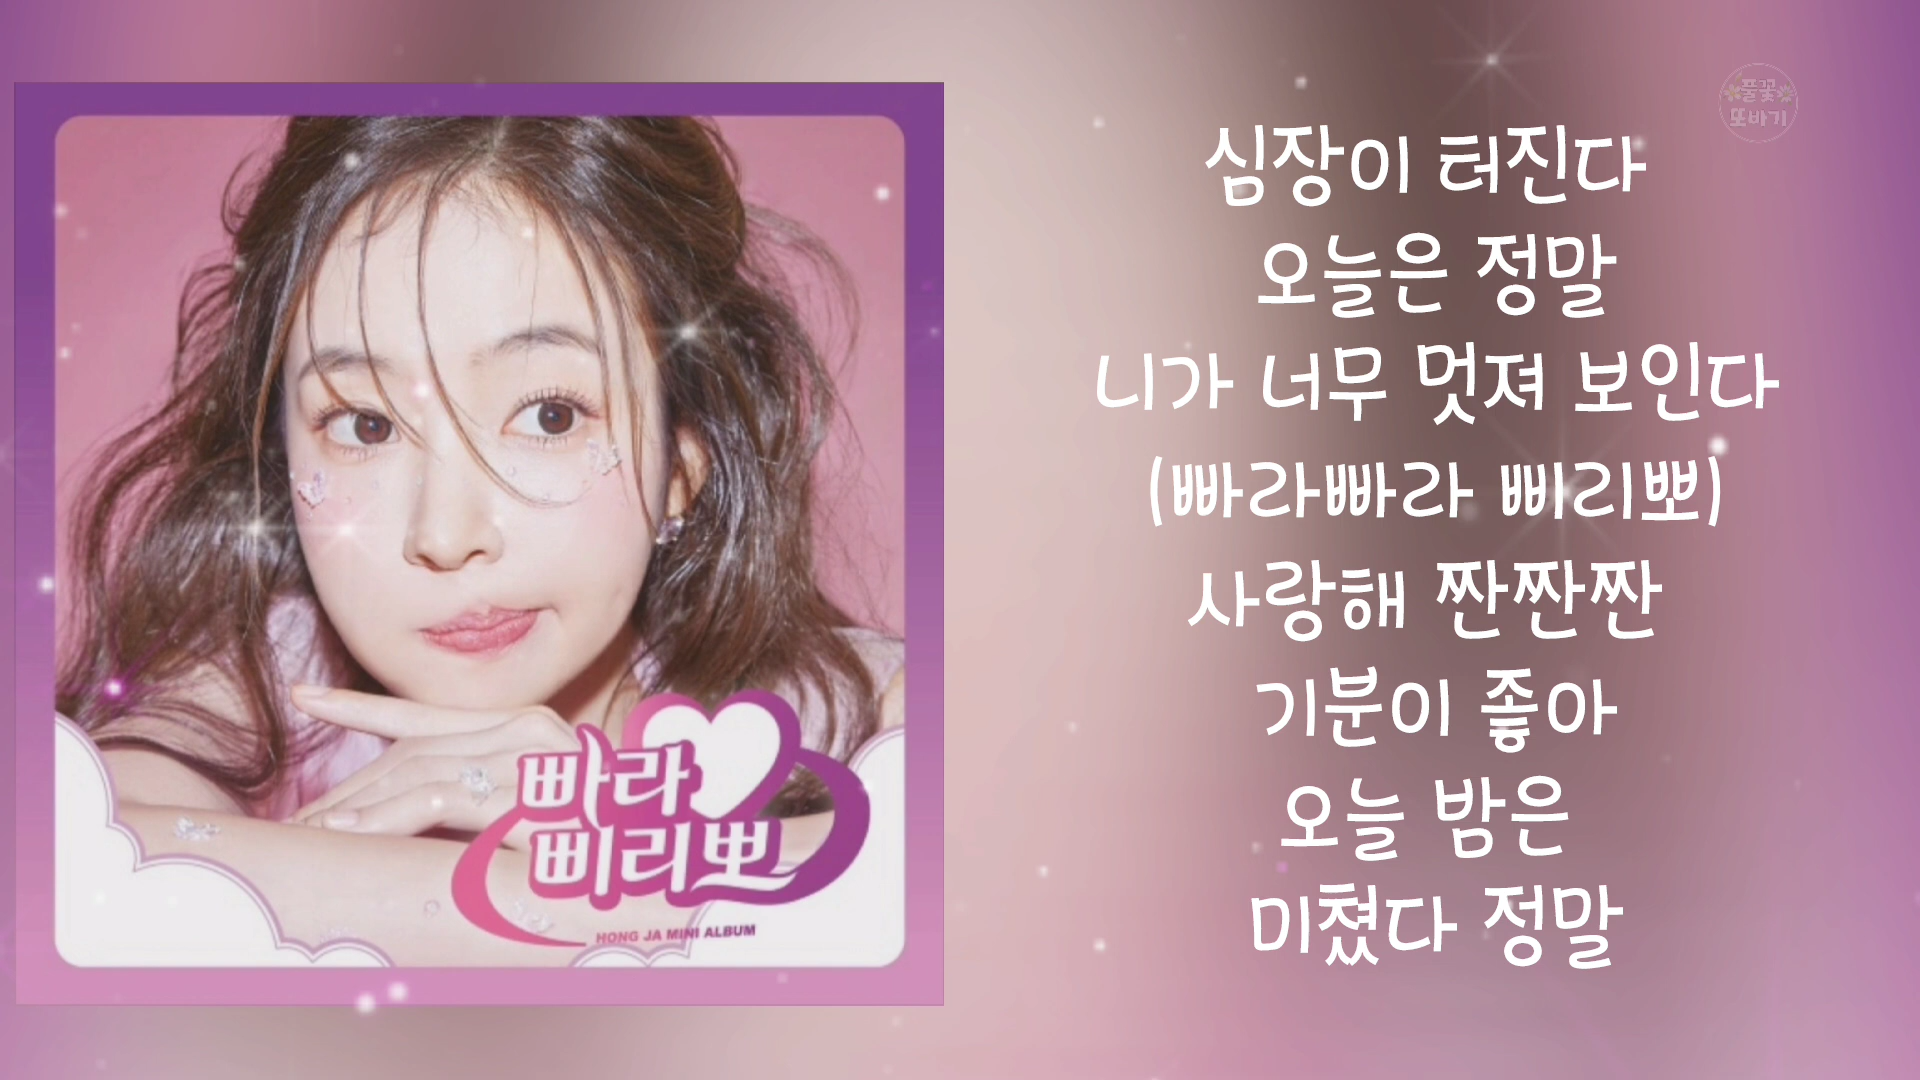 빠라
삐리뽀
HONG JA MINI ALBUM
풀꽃
또바기
심장이 터진다
오늘은 정말
니가 너무 멋져 보인다
(빠라빠라 삐리뽀)
사랑해 짠짠짠
기분이 좋아
오늘 밤은
미쳤다 정말